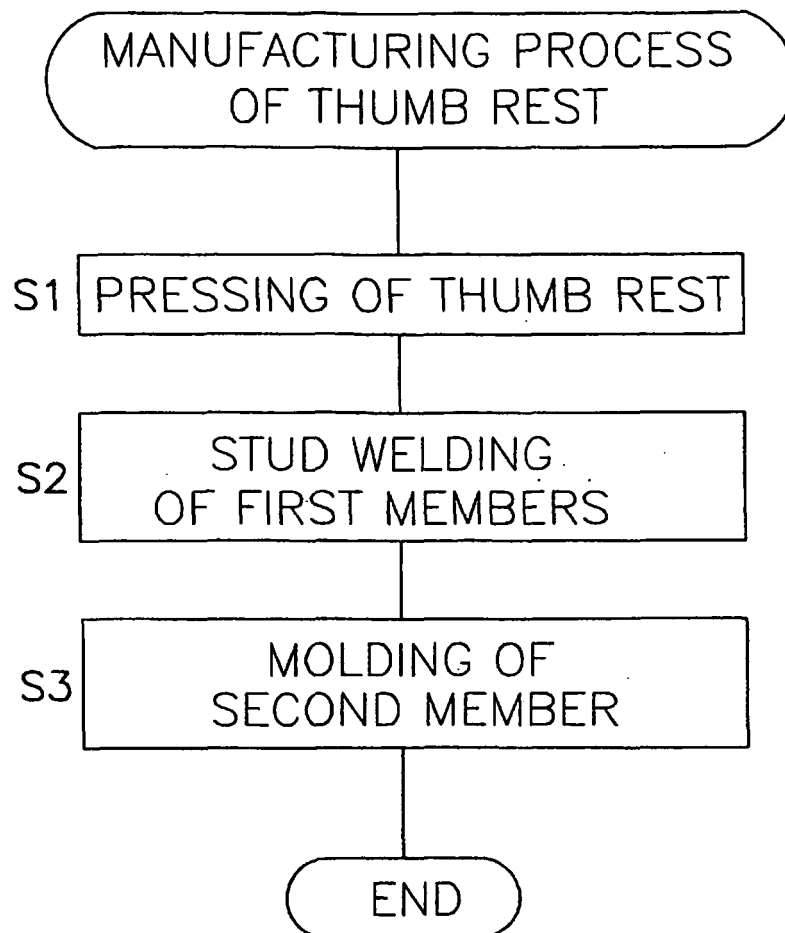 MANUFACTURING PROCESS
OF THUMB REST
S1 PRESSING OF THUMB REST
S2 STUD WELDING
OF FIRST MEMBERS
S3 MOLDING OF
SECOND MEMBER
END